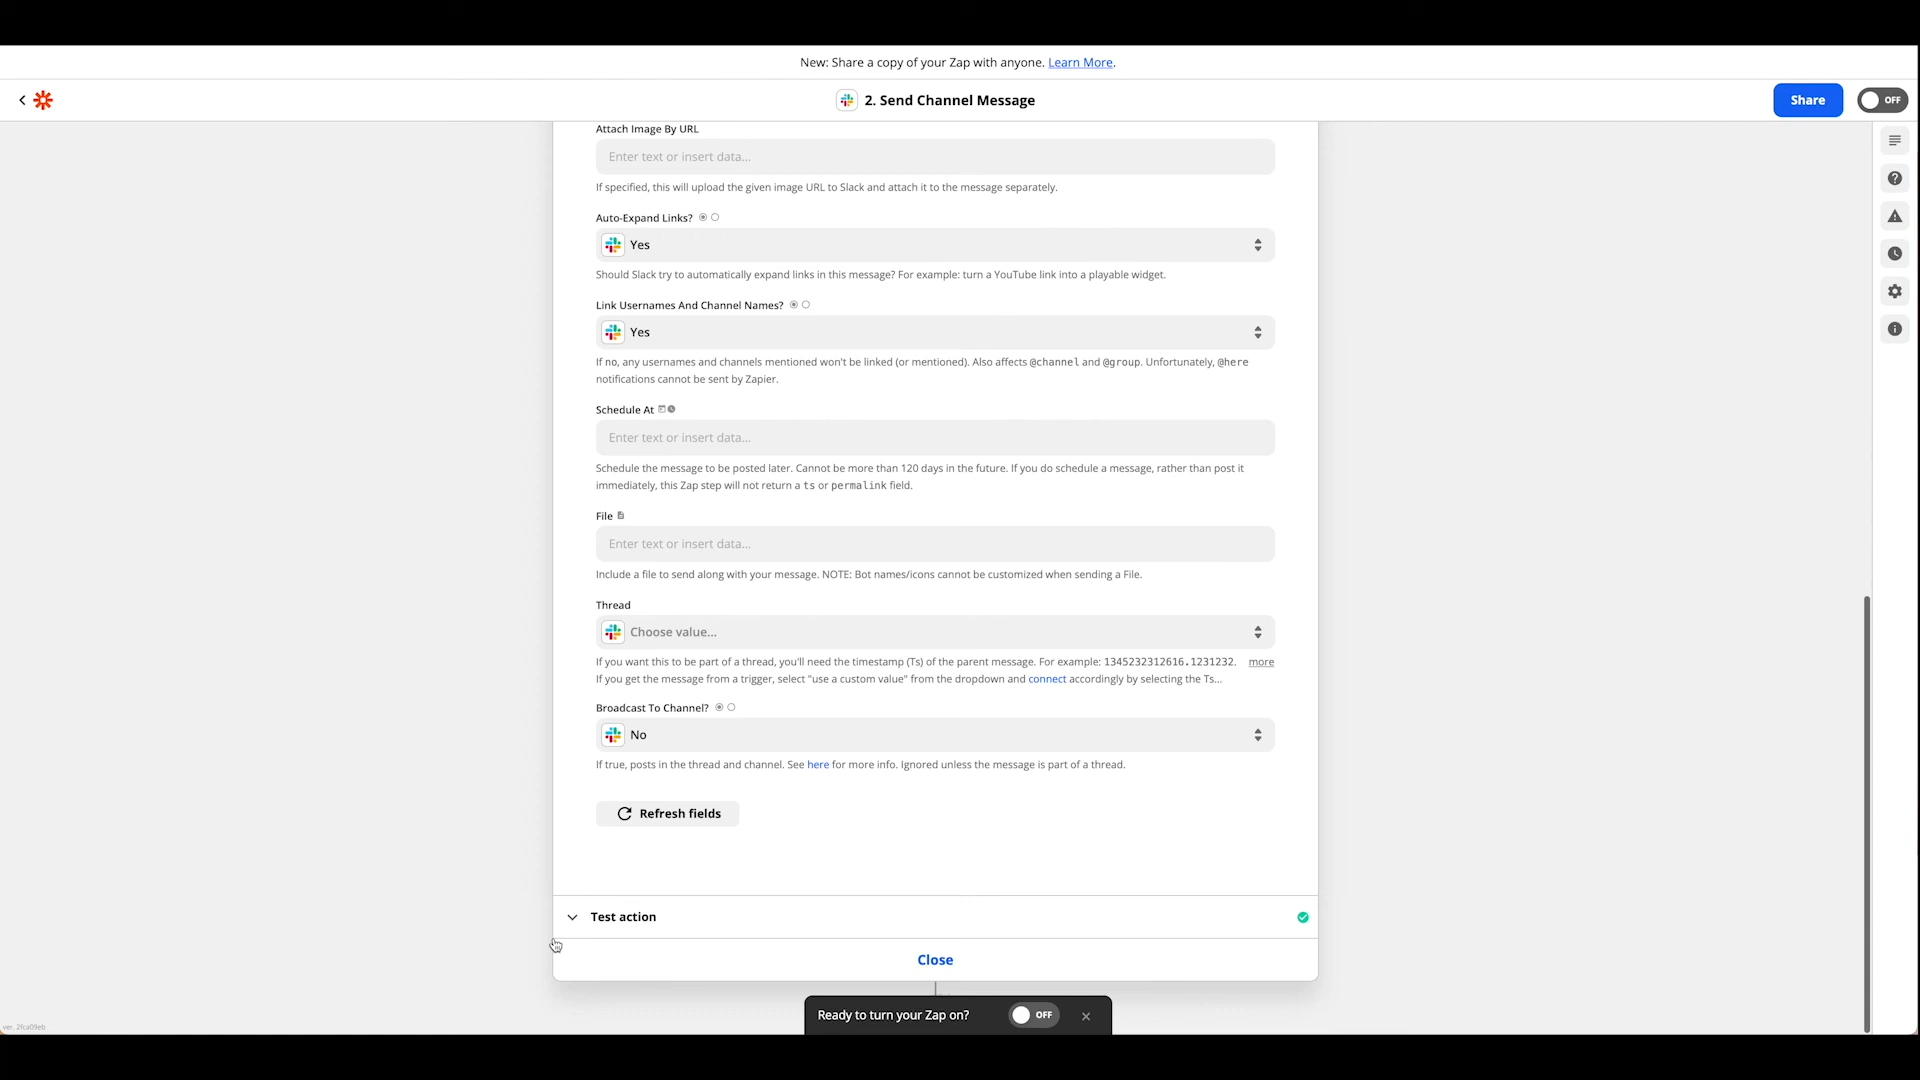 New: Share a copy of your Zap with anyone. Learn More.
2. Send Channel Message
Share
OFF
Attach Image By URL
Enter text or insert data...
If specified, this will upload the given image URL to Slack and attach it to the message separately.
Auto-Expand Links?
Yes
Should Slack try to automatically expand links in this message? For example: turn a YouTube link into a playable widget.
Link Usernames And Channel Names?
Yes
If no, any usernames and channels mentioned won't be linked (or mentioned). Also affects @channel and @group. Unfortunately, @here
notifications cannot be sent by Zapier.
Schedule At
Enter text or insert data...
Schedule the message to be posted later. Cannot be more than 120 days in the future. If you do schedule a message, rather than post it
immediately, this Zap step will not return a ts or permalink field.
File
Enter text or insert data...
Include a file to send along with your message. NOTE: Bot names/icons cannot be customized when sending a File.
Thread
Choose value...
If you want this to be part of a thread, you'll need the timestamp (Ts) of the parent message. For example: 1345232312616.1231232. more
If you get the message from a trigger, select "use a custom value" from the dropdown and connect accordingly by selecting the Ts...
Broadcast To Channel?
No
If true, posts in the thread and channel. See here for more info. Ignored unless the message is part of a thread.
Refresh fields
Test action
Close
Ready to turn your Zap on? OFF
ver. 2fca09eb